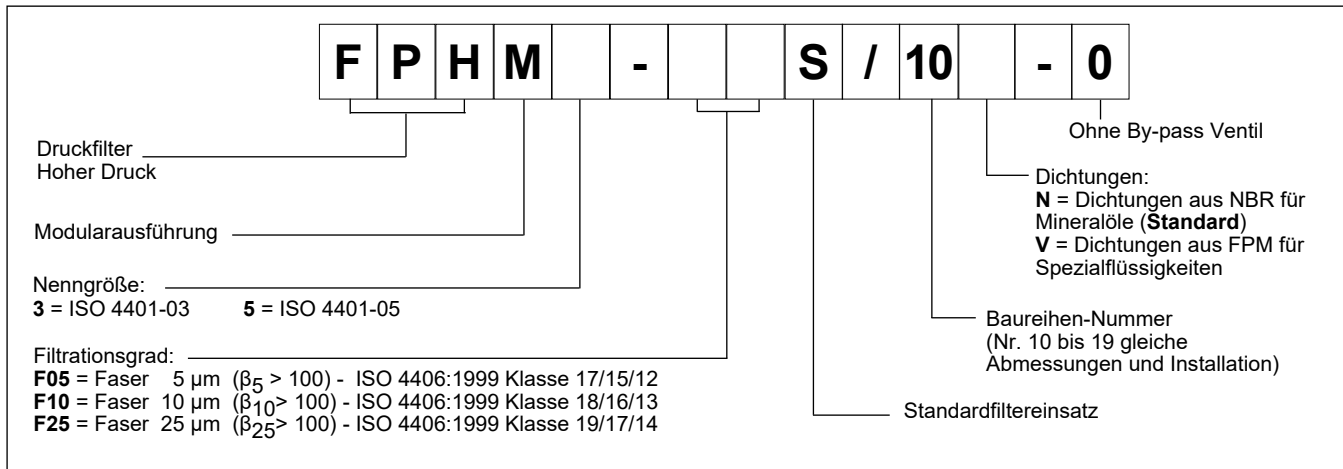 F P H M - S / 10 - 0
Ohne By-pass Ventil
Druckfilter
Hoher Druck
Dichtungen:
N = Dichtungen aus NBR für
Mineralöle (Standard)
V = Dichtungen aus FPM für
Spezialflüssigkeiten
Modularausführung
Nenngröße:
3 = ISO 4401-03 5 = ISO 4401-05
Baureihen-Nummer
(Nr. 10 bis 19 gleiche
Abmessungen und Installation)
Filtrationsgrad:
F05 = Faser 5 µm (β5 > 100) - ISO 4406:1999 Klasse 17/15/12
F10 = Faser 10 µm (β10> 100) - ISO 4406:1999 Klasse 18/16/13
F25 = Faser 25 µm (β25> 100) - ISO 4406:1999 Klasse 19/17/14
Standardfiltereinsatz